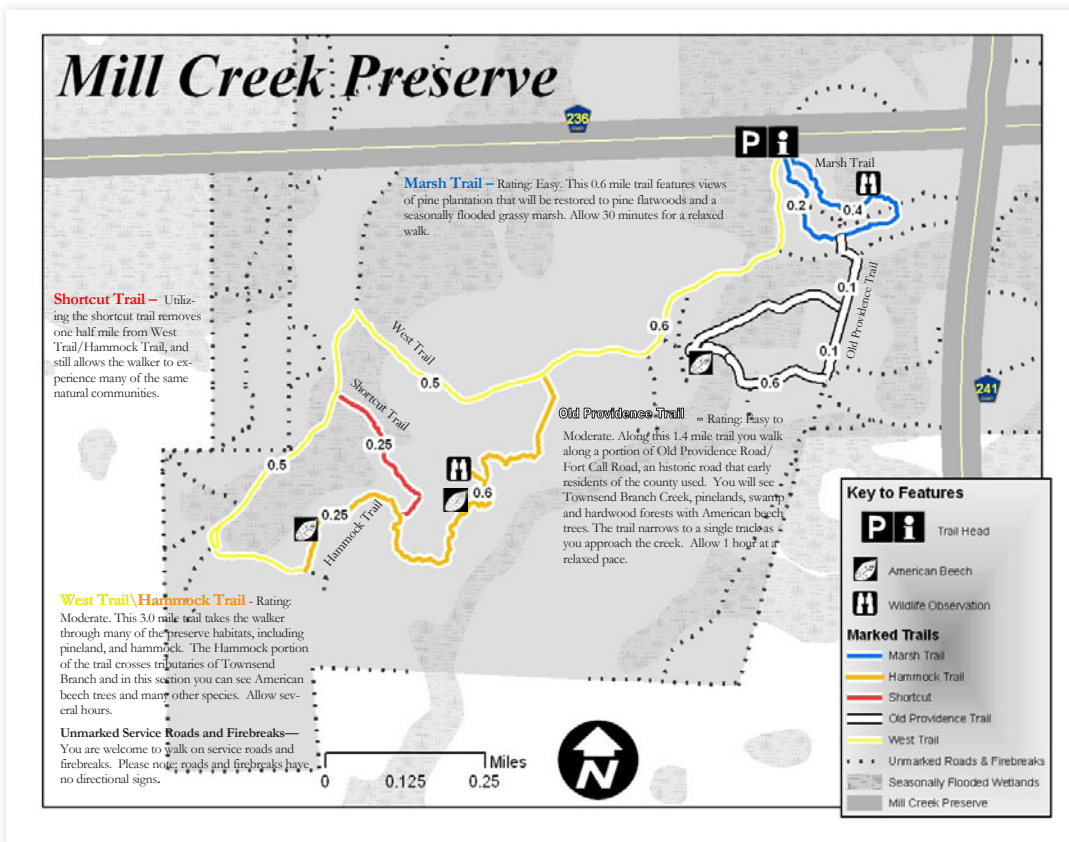 Mill Creek Preserve
236
P i
Marsh Trail
Marsh Trail – Rating: Easy. This 0.6 mile trail features views
of pine plantation that will be restored to pine flatwoods and a
seasonally flooded grassy marsh. Allow 30 minutes for a relaxed
walk.
0.2
0.4
0.1
Old Providence Trail
0.1
0.6
0.6
Shortcut Trail – Utiliz-
ing the shortcut trail removes
one half mile from West
Trail/Hammock Trail, and
still allows the walker to ex-
perience many of the same
natural communities.
West Trail
0.5
Shortcut Trail
0.25
0.5
0.6
0.25
Hammock Trail
241
Old Providence Trail - Rating: Easy to
Moderate. Along this 1.4 mile trail you walk
along a portion of Old Providence Road/
Fort Call Road, an historic road that early
residents of the county used. You will see
Townsend Branch Creek, pinelands, swamp
and hardwood forests with American beech
trees. The trail narrows to a single track as
you approach the creek. Allow 1 hour at a
relaxed pace.
West Trail\Hammock Trail - Rating:
Moderate. This 3.0 mile trail takes the walker
through many of the preserve habitats, including
pineland, and hammock. The Hammock portion
of the trail crosses tributaries of Townsend
Branch and in this section you can see American
beech trees and many other species. Allow sev-
eral hours.
Unmarked Service Roads and Firebreaks—
You are welcome to walk on service roads and
firebreaks. Please note: roads and firebreaks have
no directional signs.
Miles
0 0.125 0.25
N
Key to Features
P i Trail Head
American Beech
Wildlife Observation
Marked Trails
Marsh Trail
Hammock Trail
Shortcut
Old Providence Trail
West Trail
Unmarked Roads & Firebreaks
Seasonally Flooded Wetlands
Mill Creek Preserve